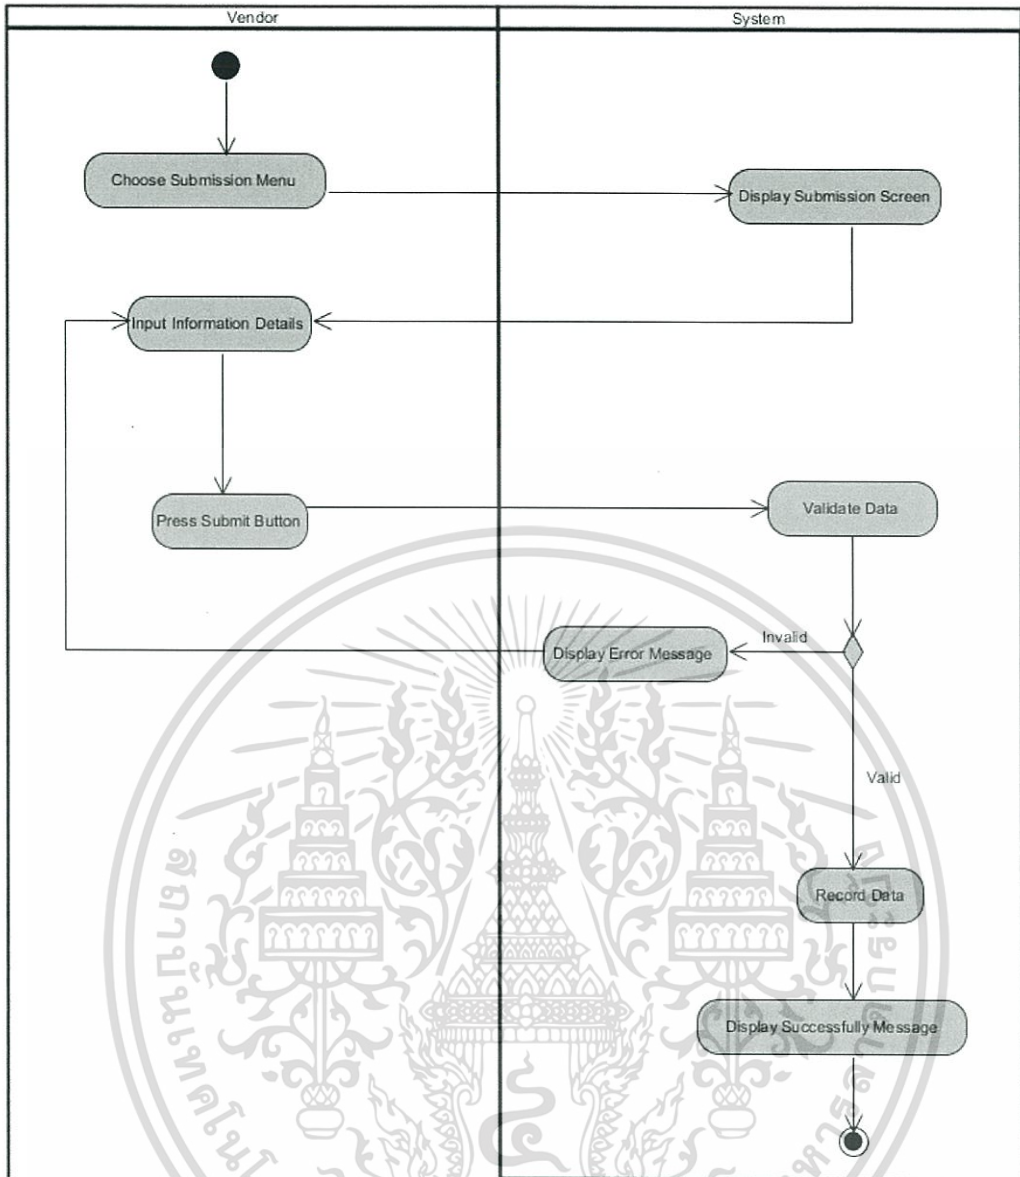 Vendor
System
Choose Submission Menu
Display Submission Screen
Input Information Details
Press Submit Button
Validate Data
Invalid
Display Error Message
Valid
Record Data
Display Successfully Message